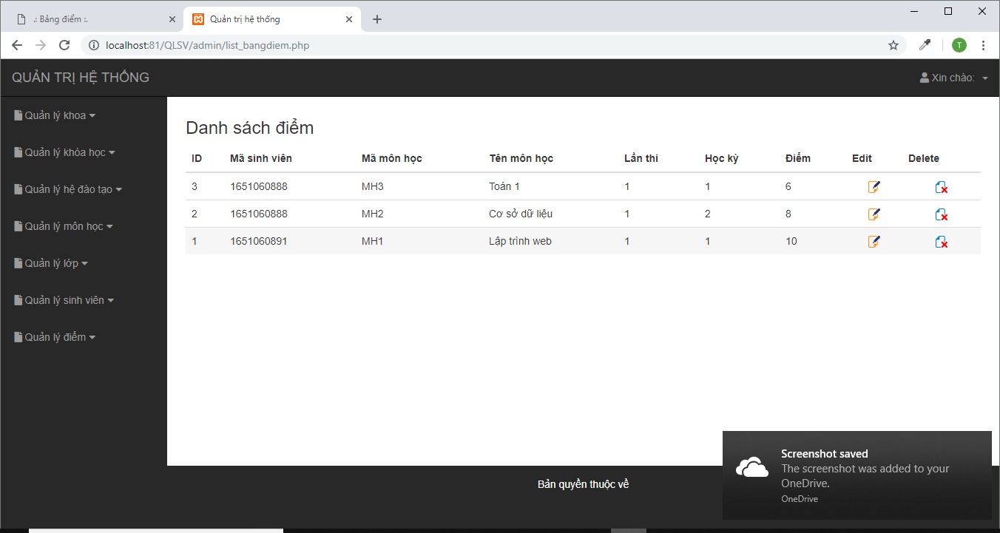 .: Bảng điểm :.
Quản trị hệ thống
localhost:81/QLSV/admin/list_bangdiem.php
T
QUẢN TRỊ HỆ THỐNG
Xin chào:
Quản lý khoa
Quản lý khóa học
Quản lý hệ đào tạo
Quản lý môn học
Quản lý lớp
Quản lý sinh viên
Quản lý điểm
Danh sách điểm
ID Mã sinh viên Mã môn học Tên môn học Lần thi Học kỳ Điểm Edit Delete
3 1651060888 MH3 Toán 1 1 1 6
2 1651060888 MH2 Cơ sở dữ liệu 1 2 8
1 1651060891 MH1 Lập trình web 1 1 10
Bản quyền thuộc về
Screenshot saved
The screenshot was added to your
OneDrive.
OneDrive